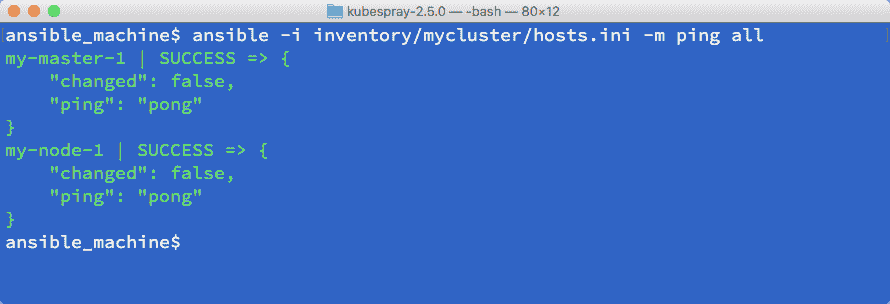 kubespray-2.5.0 — -bash — 80×12
ansible_machine$ ansible -i inventory/mycluster/hosts.ini -m ping all
my-master-1 | SUCCESS => {
    "changed": false,
    "ping": "pong"
}
my-node-1 | SUCCESS => {
    "changed": false,
    "ping": "pong"
}
ansible_machine$